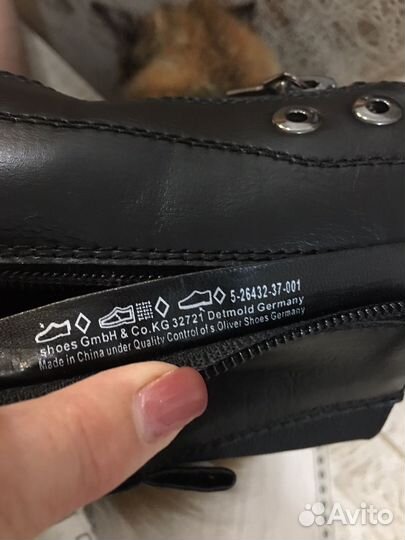 5-26432-37-001
shoes GmbH & Co.KG 32721 Detmold Germany
Made in China under Quality Control of s Oliver Shoes Germany
Avito